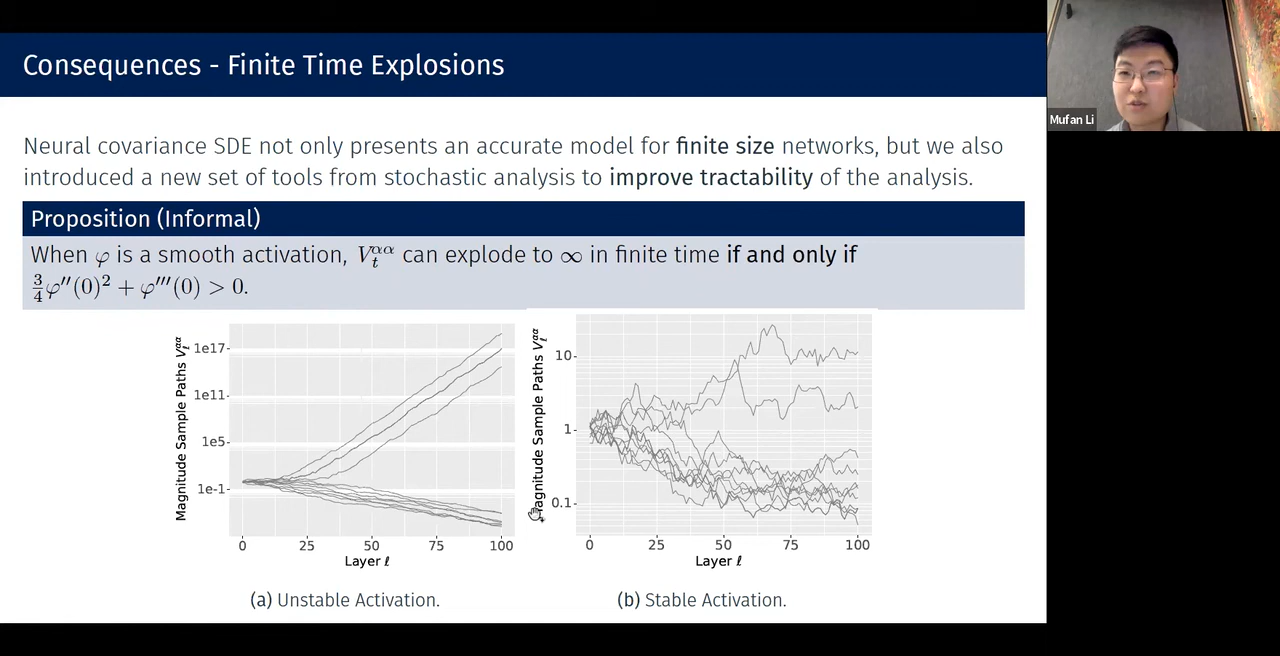 Consequences - Finite Time Explosions
Mufan Li
Neural covariance SDE not only presents an accurate model for finite size networks, but we also
introduced a new set of tools from stochastic analysis to improve tractability of the analysis.
Proposition (Informal)
When φ is a smooth activation, V_t^{αα} can explode to ∞ in finite time if and only if
¾φ″(0)² + φ‴(0) > 0.
Magnitude Sample Paths V_ℓ^{αα}
1e17
1e11
1e5
1e-1
0 25 50 75 100
Layer ℓ
(a) Unstable Activation.
Magnitude Sample Paths V_ℓ^{αα}
10
1
0.1
0 25 50 75 100
Layer ℓ
(b) Stable Activation.